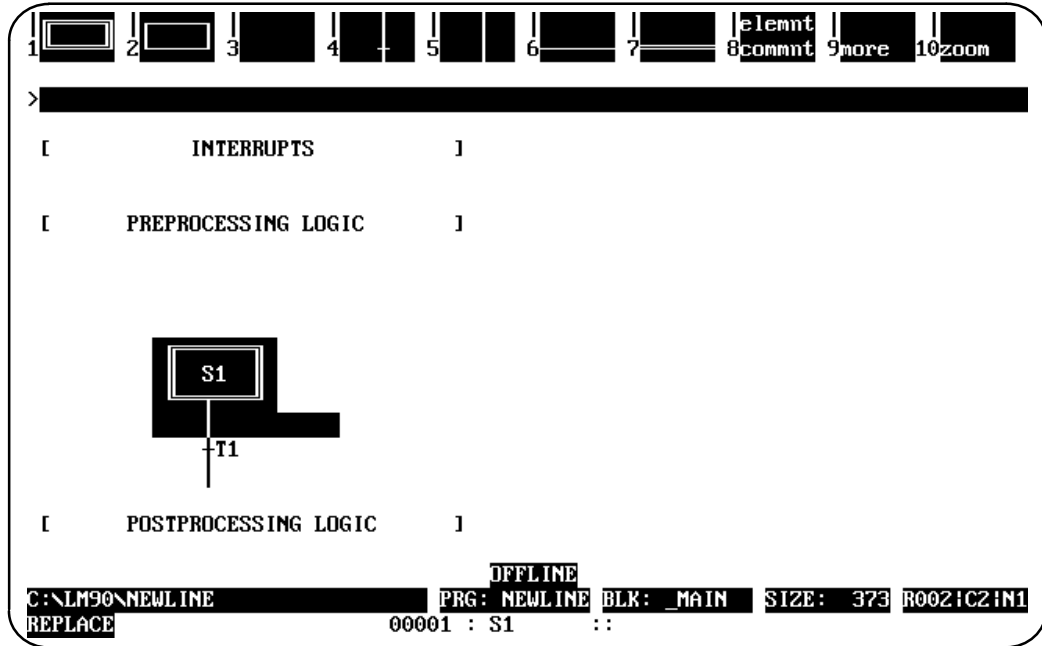 elemnt
1 2 3 4 5 6 7 8commnt 9more 10zoom
>
[ INTERRUPTS ]
[ PREPROCESSING LOGIC ]
S1
T1
[ POSTPROCESSING LOGIC ]
OFFLINE
C:\LM90\NEWLINE PRG: NEWLINE BLK: _MAIN SIZE: 373 R002¦C2¦N1
REPLACE 00001 : S1 ::